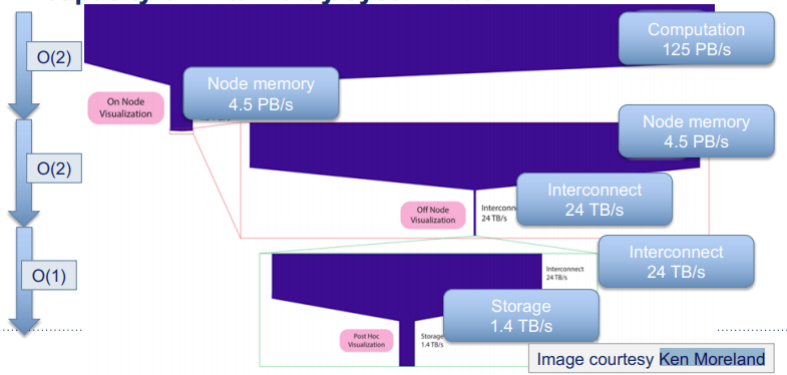 O(2)
Computation
125 PB/s
Node memory
4.5 PB/s
On Node
Visualization
Node memory
4.5 PB/s
O(2)
Interconnect
24 TB/s
Off Node
Visualization
24 TB/s
Interconnect
24 TB/s
O(1)
Interconnect
24 TB/s
Storage
1.4 TB/s
Post Hoc
Visualization
Storage
1.4 TB/s
Image courtesy Ken Moreland